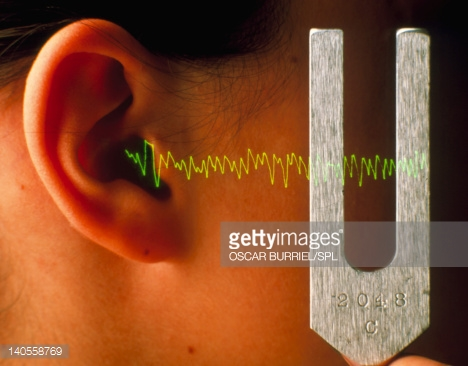 gettyimages®
OSCAR BURRIEL/SPL
2048
C
140558769